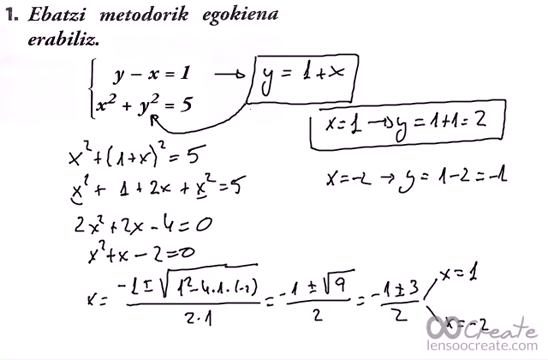 1. Ebatzi metodorik egokiena
erabiliz.
y – x = 1 → y = 1+x
x² + y² = 5
x=1 → y = 1+1 = 2
x²+(1+x)²=5
x=-2 → y = 1-2 = -1
x² + 1+2x + x² = 5
2x²+2x-4=0
x²+x-2=0
x = -1±√1²-4·1·(-2) / 2·1 = -1±√9 / 2 = -1±3 / 2
x=1
x=-2
Create
lensoocreate.com